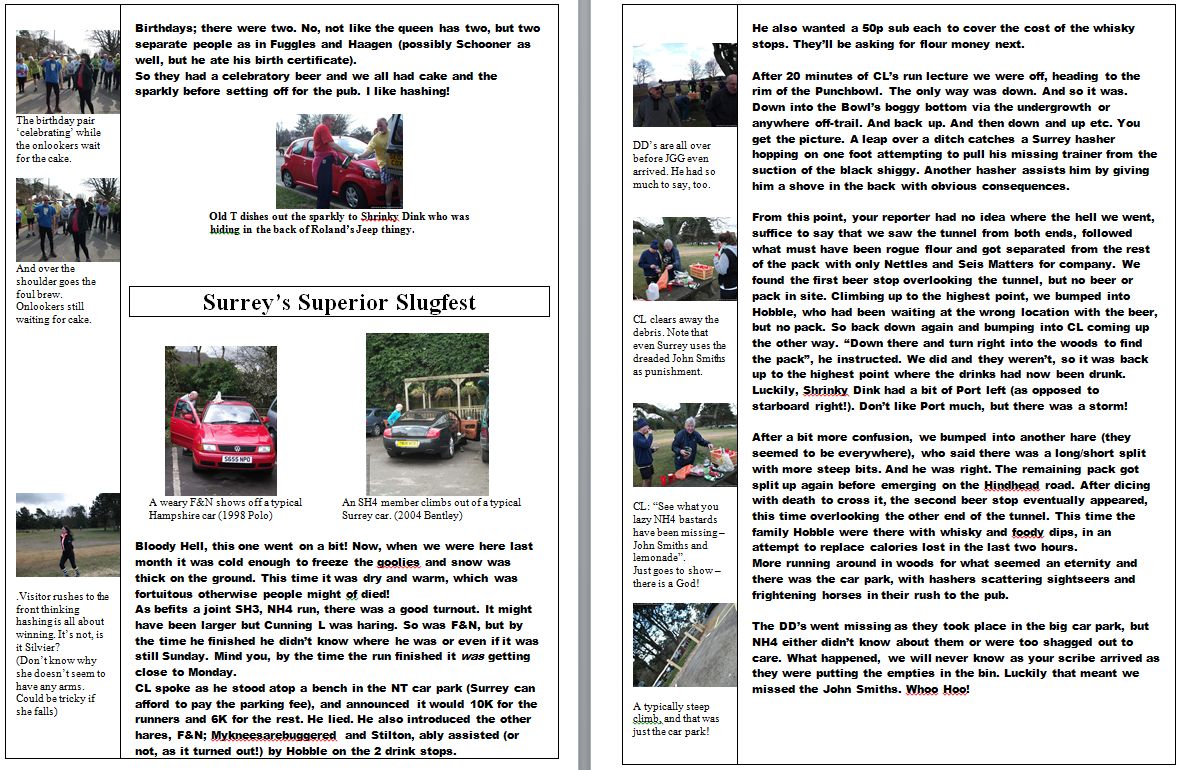 Birthdays; there were two. No, not like the queen has two, but two
separate people as in Fuggles and Haagen (possibly Schooner as
well, but he ate his birth certificate).
So they had a celebratory beer and we all had cake and the
sparkly before setting off for the pub. I like hashing!
The birthday pair
‘celebrating’ while
the onlookers wait
for the cake.
Old T dishes out the sparkly to Shrinky Dink who was
hiding in the back of Roland’s Jeep thingy.
And over the
shoulder goes the
foul brew.
Onlookers still
waiting for cake.
Surrey’s Superior Slugfest
S655 NPO
A weary F&N shows off a typical
Hampshire car (1998 Polo)
An SH4 member climbs out of a typical
Surrey car. (2004 Bentley)
Bloody Hell, this one went on a bit! Now, when we were here last
month it was cold enough to freeze the goolies and snow was
thick on the ground. This time it was dry and warm, which was
fortuitous otherwise people might of died!
As befits a joint SH3, NH4 run, there was a good turnout. It might
have been larger but Cunning L was haring. So was F&N, but by
the time he finished he didn’t know where he was or even if it was
still Sunday. Mind you, by the time the run finished it was getting
close to Monday.
CL spoke as he stood atop a bench in the NT car park (Surrey can
afford to pay the parking fee), and announced it would 10K for the
runners and 6K for the rest. He lied. He also introduced the other
hares, F&N; Mykneesarebuggered and Stilton, ably assisted (or
not, as it turned out!) by Hobble on the 2 drink stops.
.Visitor rushes to the
front thinking
hashing is all about
winning. It’s not, is
it Silvier?
(Don’t know why
she doesn’t seem to
have any arms.
Could be tricky if
she falls)
He also wanted a 50p sub each to cover the cost of the whisky
stops. They’ll be asking for flour money next.
After 20 minutes of CL’s run lecture we were off, heading to the
rim of the Punchbowl. The only way was down. And so it was.
Down into the Bowl’s boggy bottom via the undergrowth or
anywhere off-trail. And back up. And then down and up etc. You
get the picture. A leap over a ditch catches a Surrey hasher
hopping on one foot attempting to pull his missing trainer from the
suction of the black shiggy. Another hasher assists him by giving
him a shove in the back with obvious consequences.
From this point, your reporter had no idea where the hell we went,
suffice to say that we saw the tunnel from both ends, followed
what must have been rogue flour and got separated from the rest
of the pack with only Nettles and Seis Matters for company. We
found the first beer stop overlooking the tunnel, but no beer or
pack in site. Climbing up to the highest point, we bumped into
Hobble, who had been waiting at the wrong location with the beer,
but no pack. So back down again and bumping into CL coming up
the other way. “Down there and turn right into the woods to find
the pack”, he instructed. We did and they weren’t, so it was back
up to the highest point where the drinks had now been drunk.
Luckily, Shrinky Dink had a bit of Port left (as opposed to
starboard right!). Don’t like Port much, but there was a storm!
After a bit more confusion, we bumped into another hare (they
seemed to be everywhere), who said there was a long/short split
with more steep bits. And he was right. The remaining pack got
split up again before emerging on the Hindhead road. After dicing
with death to cross it, the second beer stop eventually appeared,
this time overlooking the other end of the tunnel. This time the
family Hobble were there with whisky and foody dips, in an
attempt to replace calories lost in the last two hours.
More running around in woods for what seemed an eternity and
there was the car park, with hashers scattering sightseers and
frightening horses in their rush to the pub.
The DD’s went missing as they took place in the big car park, but
NH4 either didn’t know about them or were too shagged out to
care. What happened, we will never know as your scribe arrived as
they were putting the empties in the bin. Luckily that meant we
missed the John Smiths. Whoo Hoo!
DD’s are all over
before JGG even
arrived. He had so
much to say, too.
CL clears away the
debris. Note that
even Surrey uses the
dreaded John Smiths
as punishment.
CL: “See what you
lazy NH4 bastards
have been missing –
John Smiths and
lemonade”.
Just goes to show –
there is a God!
A typically steep
climb, and that was
just the car park!